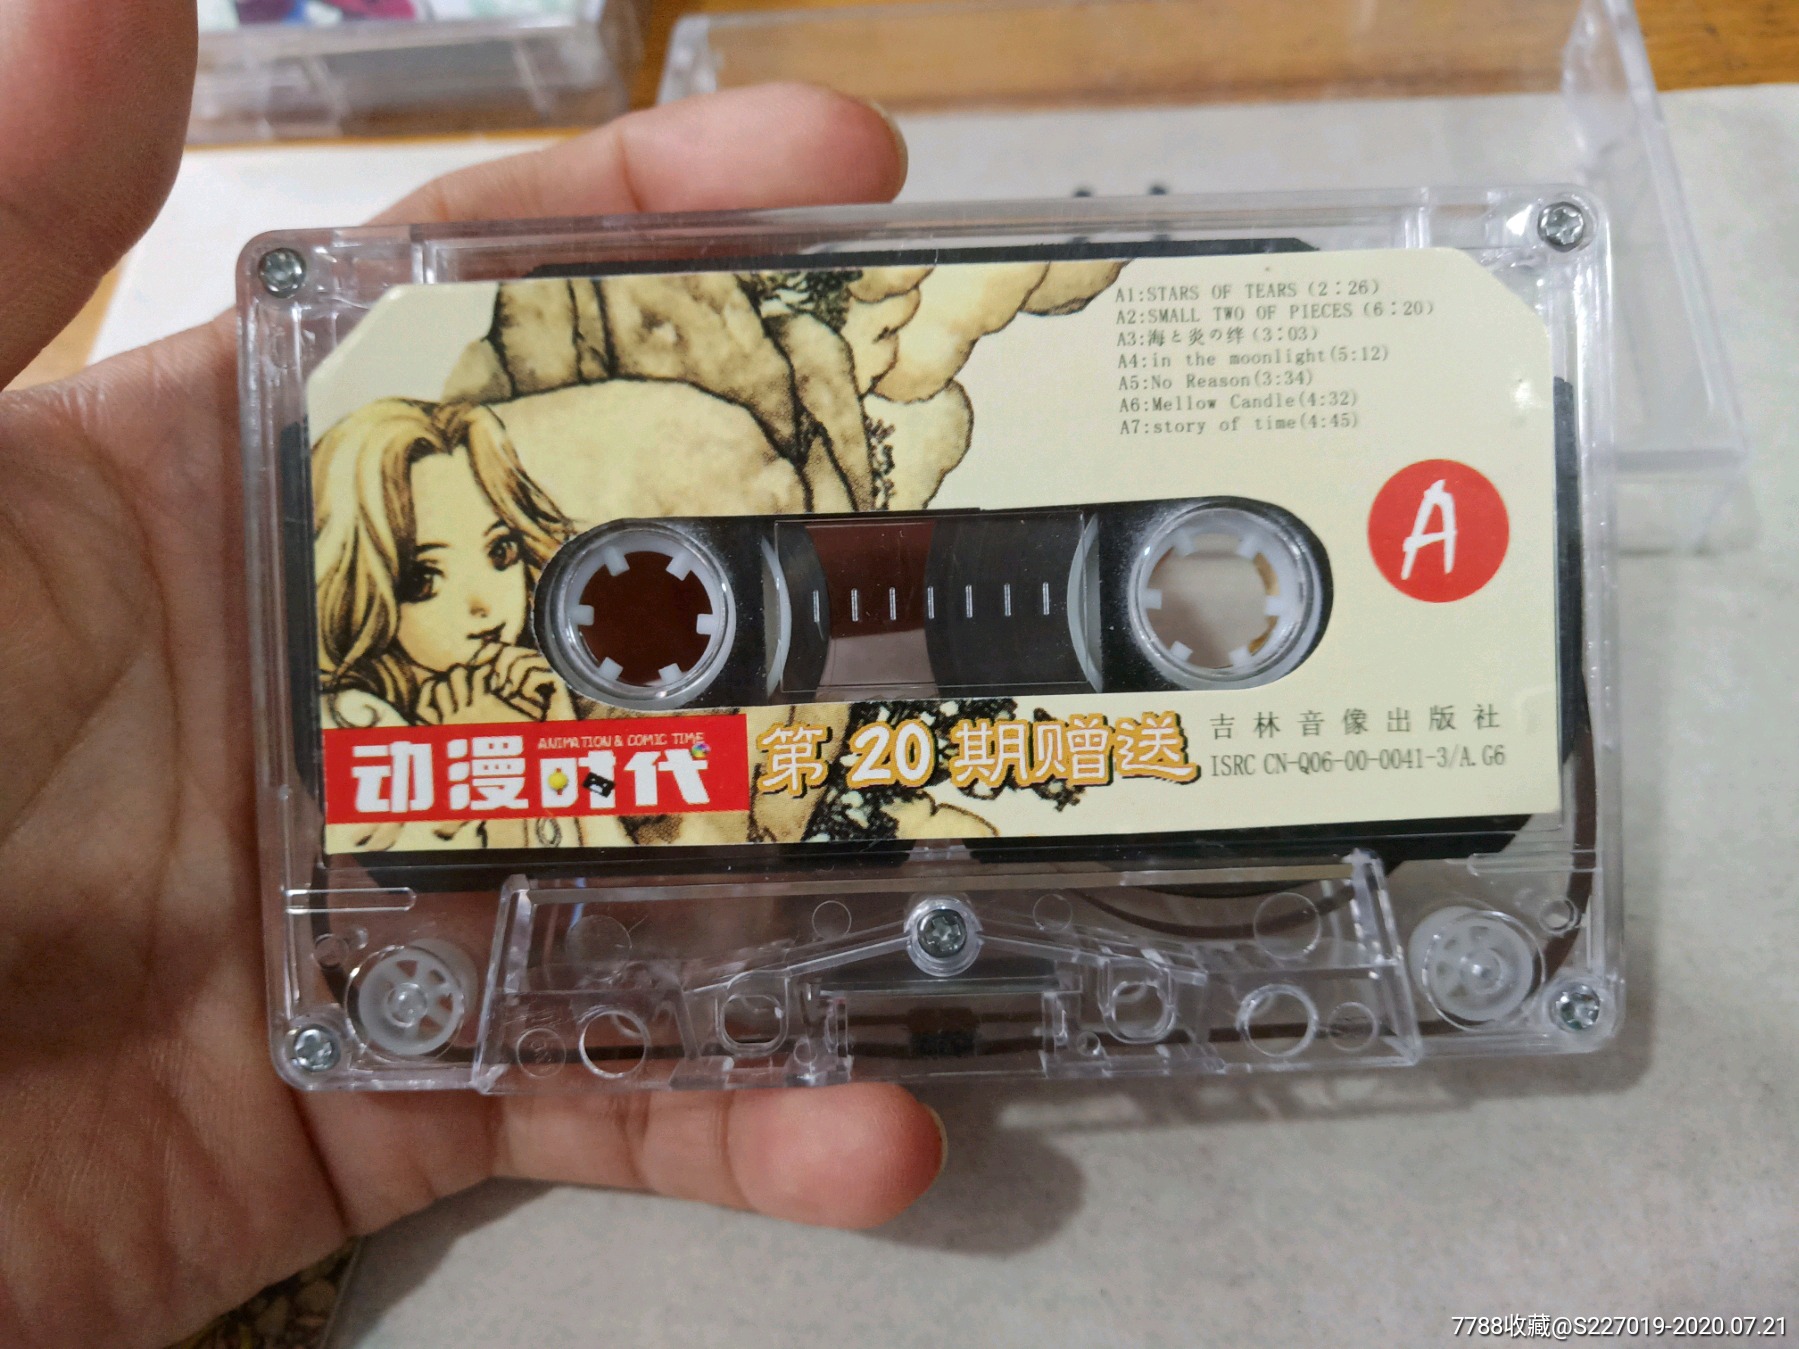 A1:STARS OF TEARS (2:26)
A2:SMALL TWO OF PIECES (6:20)
A3:海と炎の绊(3:03)
A4:in the moonlight(5:12)
A5:No Reason(3:34)
A6:Mellow Candle(4:32)
A7:story of time(4:45)
A
ANIMATION & COMIC TIME
动漫时代
第20期赠送
吉林音像出版社
ISRC CN-Q06-00-0041-3/A.G6
7788收藏@S227019-2020.07.21